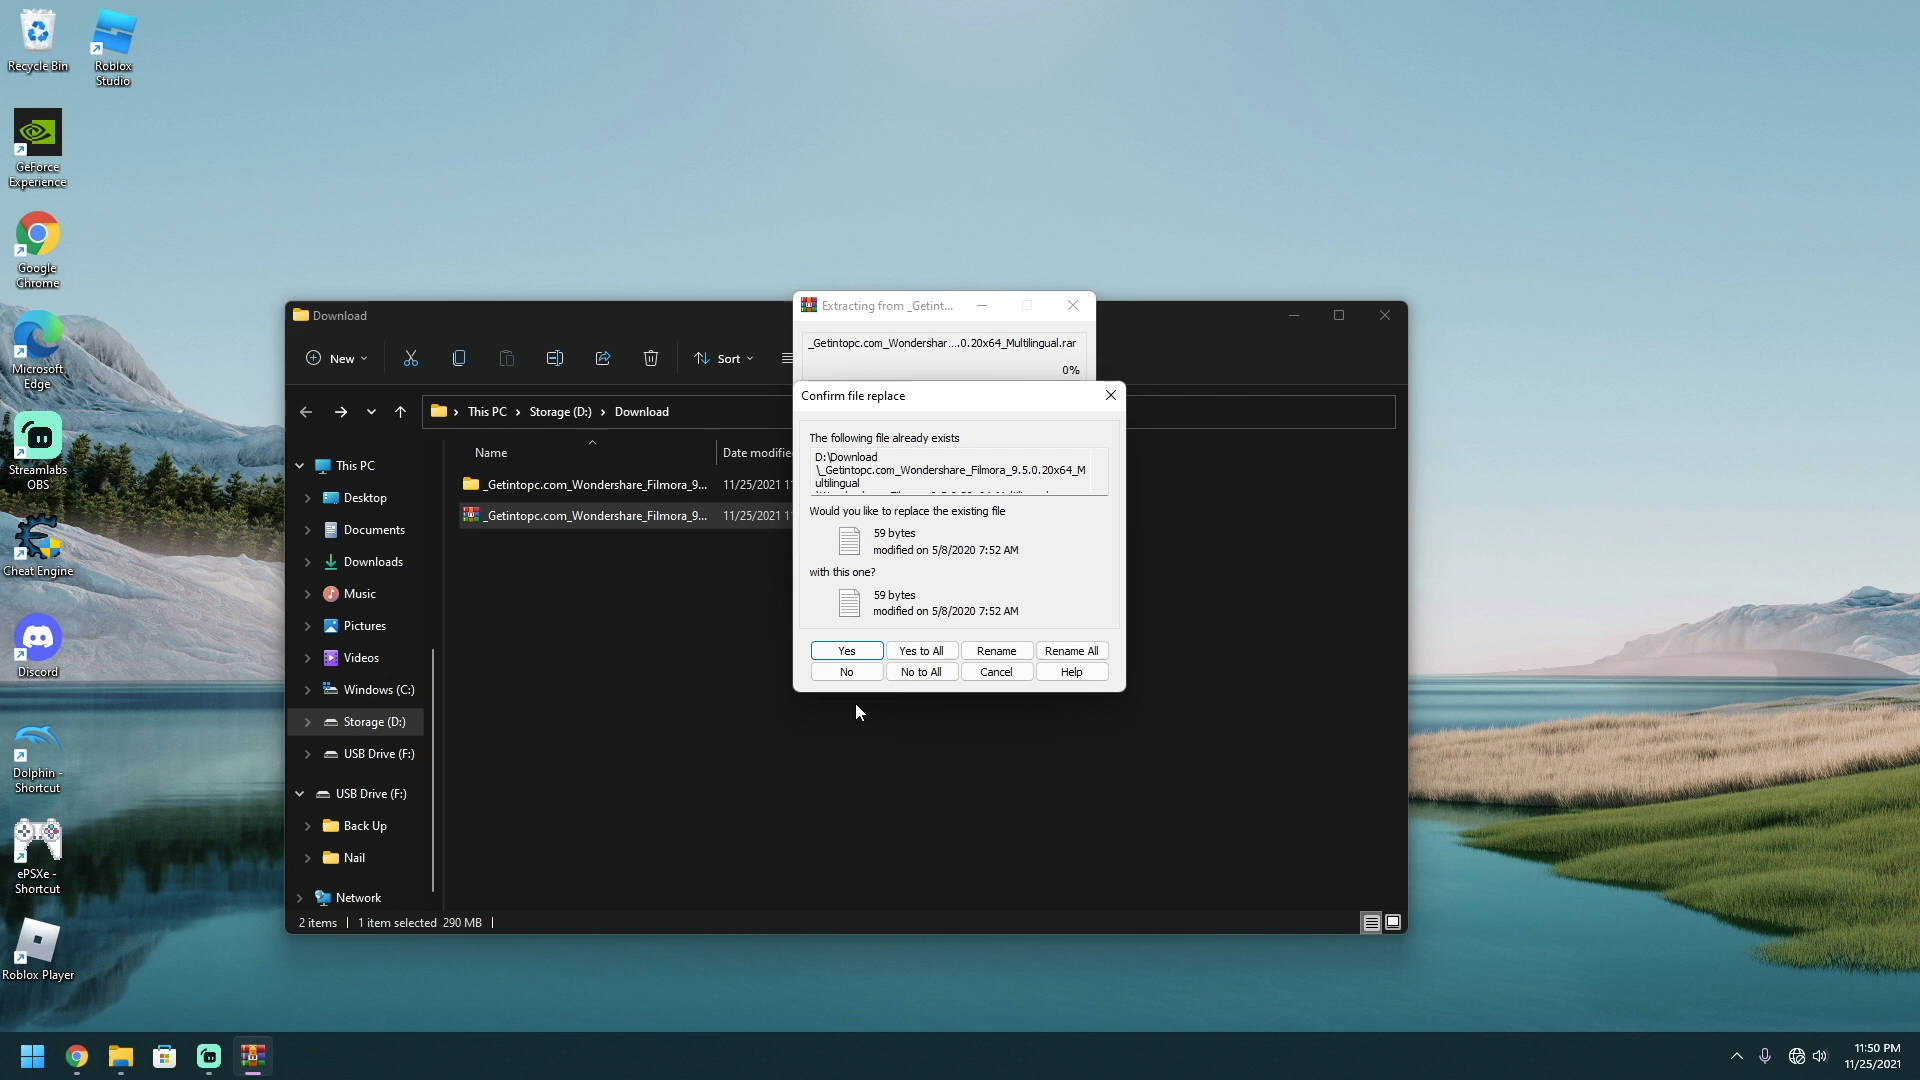 Recycle Bin
Roblox
Studio
GeForce
Experience
Google
Chrome
Microsoft
Edge
Streamlabs
OBS
Cheat Engine
Discord
Dolphin -
Shortcut
ePSXe -
Shortcut
Roblox Player
Download
New
Sort
This PC
Storage (D:)
Download
Name
Date modifie
_Getintopc.com_Wondershare_Filmora_9...
11/25/2021 11
_Getintopc.com_Wondershare_Filmora_9...
11/25/2021 11
This PC
Desktop
Documents
Downloads
Music
Pictures
Videos
Windows (C:)
Storage (D:)
USB Drive (F:)
USB Drive (F:)
Back Up
Nail
Network
2 items
1 item selected 290 MB
Extracting from _Getint...
_Getintopc.com_Wondershar....0.20x64_Multilingual.rar
0%
Confirm file replace
The following file already exists
D:\Download
\_Getintopc.com_Wondershare_Filmora_9.5.0.20x64_M
ultilingual
Would you like to replace the existing file
59 bytes
modified on 5/8/2020 7:52 AM
with this one?
59 bytes
modified on 5/8/2020 7:52 AM
Yes
Yes to All
Rename
Rename All
No
No to All
Cancel
Help
11:50 PM
11/25/2021